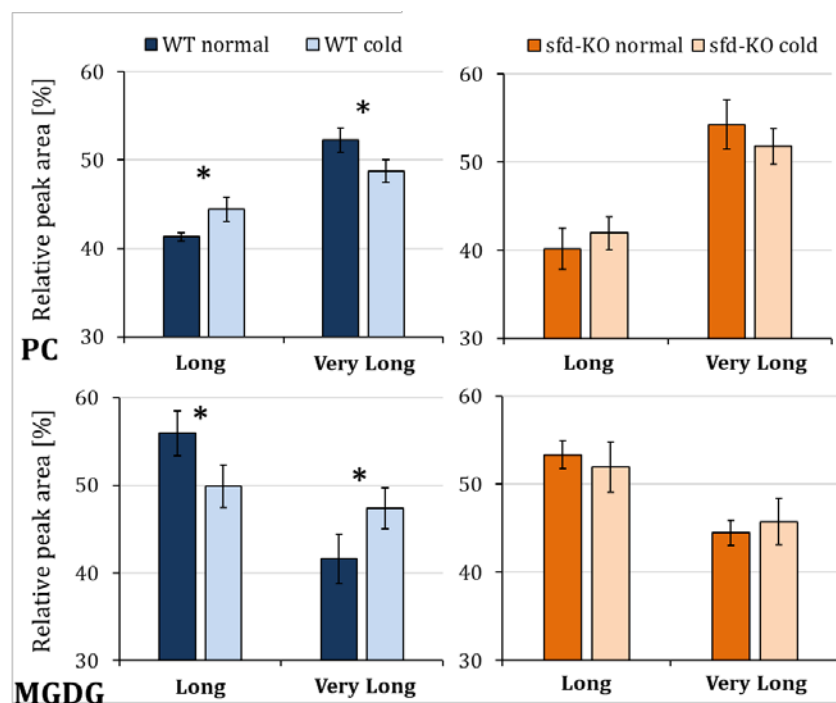 WT normal WT cold sfd-KO normal sfd-KO cold
Relative peak area [%]
60
50
40
30
* *
60
50
40
30
PC
Long Very Long Long Very Long
Relative peak area [%]
60
50
40
30
* *
60
50
40
30
MGDG
Long Very Long Long Very Long